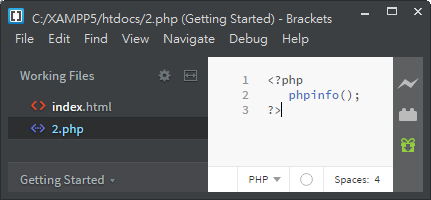 C:/XAMPP5/htdocs/2.php (Getting Started) - Brackets
File Edit Find View Navigate Debug Help
Working Files
index.html
2.php
Getting Started
1 <?php
2 phpinfo();
3 ?>
PHP
Spaces: 4